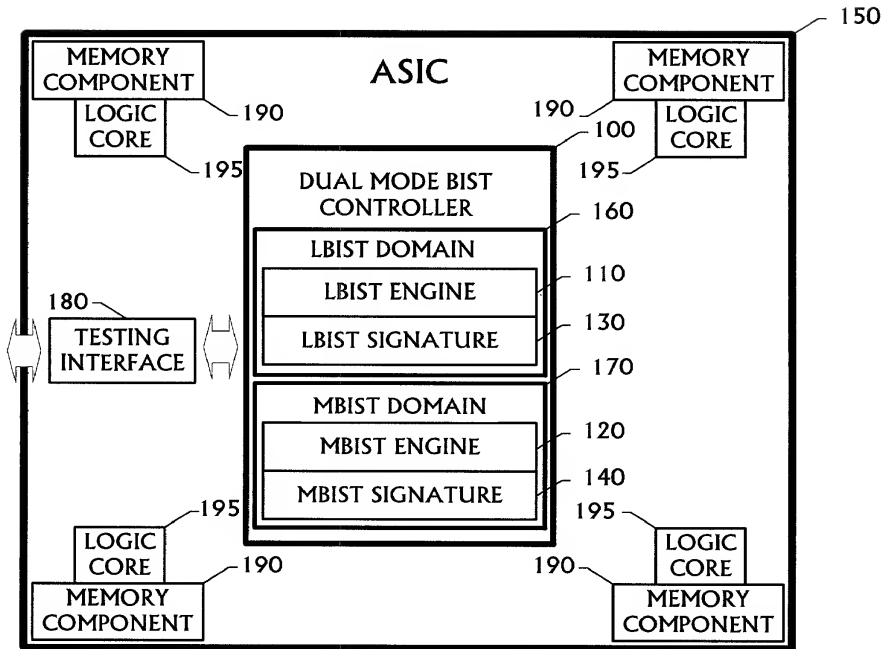 150
MEMORY
COMPONENT
ASIC
MEMORY
COMPONENT
190
190
LOGIC
CORE
LOGIC
CORE
100
195
195
DUAL MODE BIST
CONTROLLER
160
LBIST DOMAIN
LBIST ENGINE
110
180
LBIST SIGNATURE
130
TESTING
INTERFACE
170
MBIST DOMAIN
MBIST ENGINE
120
MBIST SIGNATURE
140
195
195
LOGIC
CORE
LOGIC
CORE
190
190
MEMORY
COMPONENT
MEMORY
COMPONENT